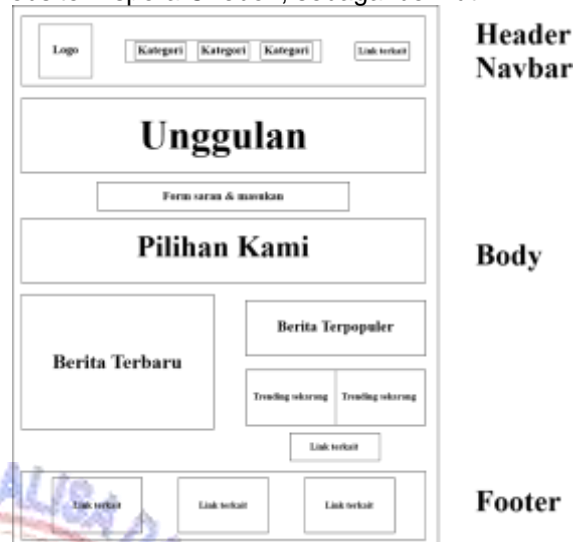 Header
Navbar
Logo
Kategori Kategori Kategori
Link terkait
Unggulan
Form saran & masukan
Pilihan Kami
Body
Berita Terbaru
Berita Terpopuler
Trending sekarang Trending sekarang
Link terkait
Link terkait Link terkait Link terkait
Footer